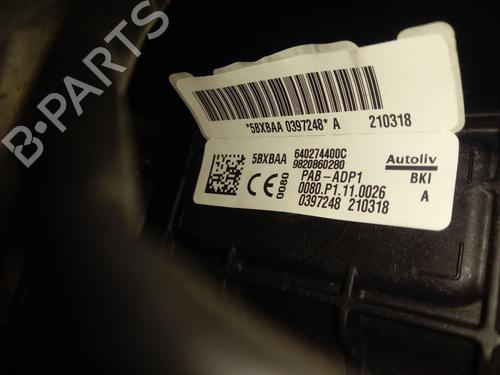 *5BXBAA 0397248* A 210318
5BXBAA 640274400C Autoliv
9820860280
CE 0080 PAB-ADP1 BKI
0080.P1.11.0026 A
0397248 210318
B-PARTS